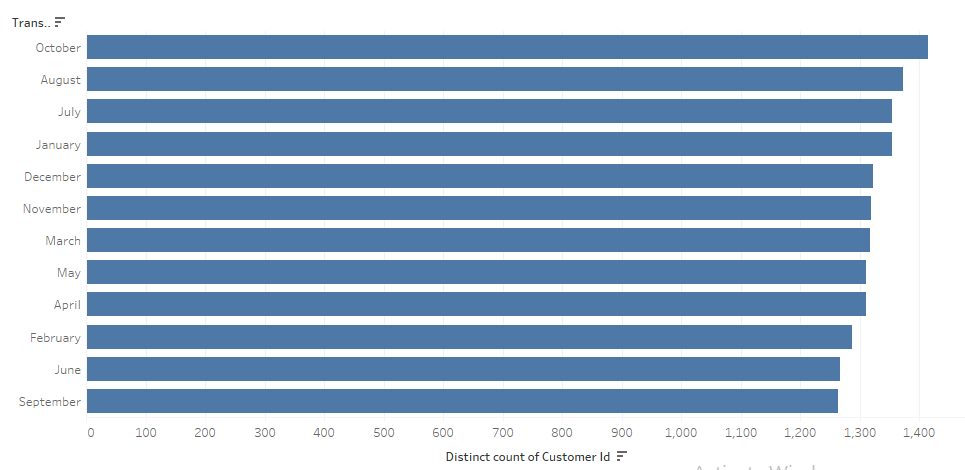 Trans..
October
August
July
January
December
November
March
May
April
February
June
September
0 100 200 300 400 500 600 700 800 900 1,000 1,100 1,200 1,300 1,400
Distinct count of Customer Id